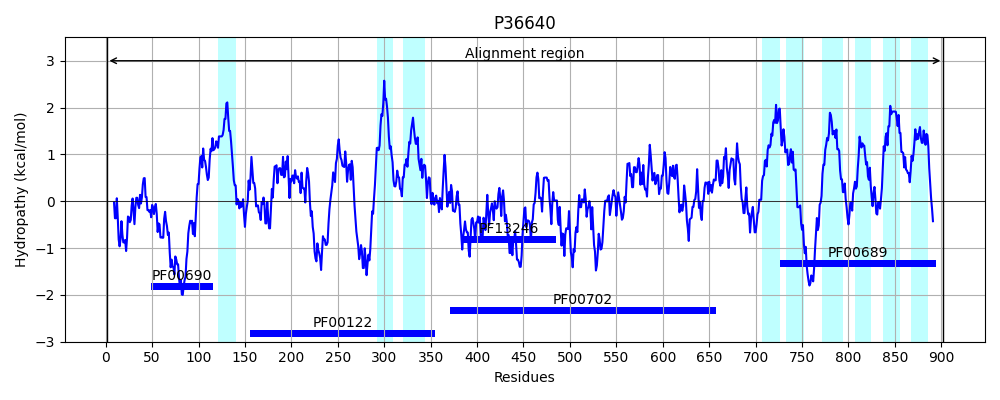 P36640
Alignment region
3
2
1
0
−1
−2
−3
Hydropathy (kcal/mol)
PF13246
PF00689
PF00690
PF00702
PF00122
0 50 100 150 200 250 300 350 400 450 500 550 600 650 700 750 800 850 900
Residues